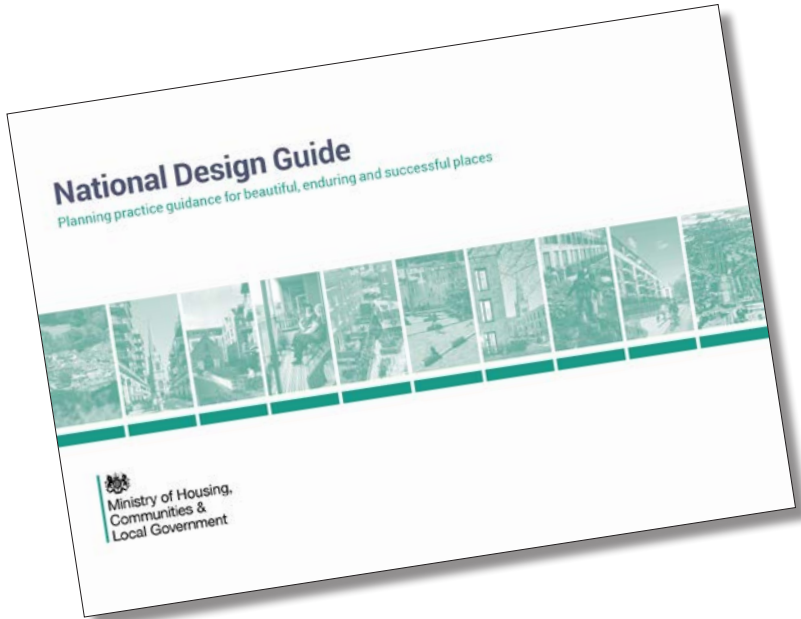 National Design Guide
Planning practice guidance for beautiful, enduring and successful places
Ministry of Housing,
Communities &
Local Government